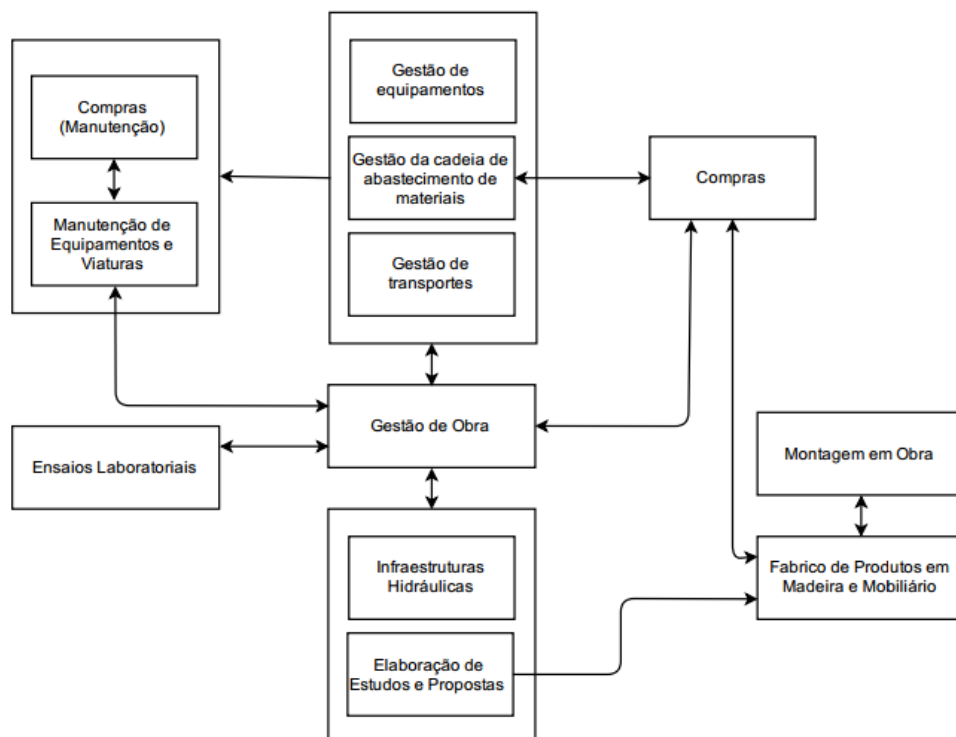 Gestão de
equipamentos
Compras
(Manutenção)
Gestão da cadeia de
abastecimento de
materiais
Compras
Manutenção de
Equipamentos e
Viaturas
Gestão de
transportes
Gestão de Obra
Ensaios Laboratoriais
Montagem em Obra
Infraestruturas
Hidráulicas
Fabrico de Produtos em
Madeira e Mobiliário
Elaboração de
Estudos e Propostas